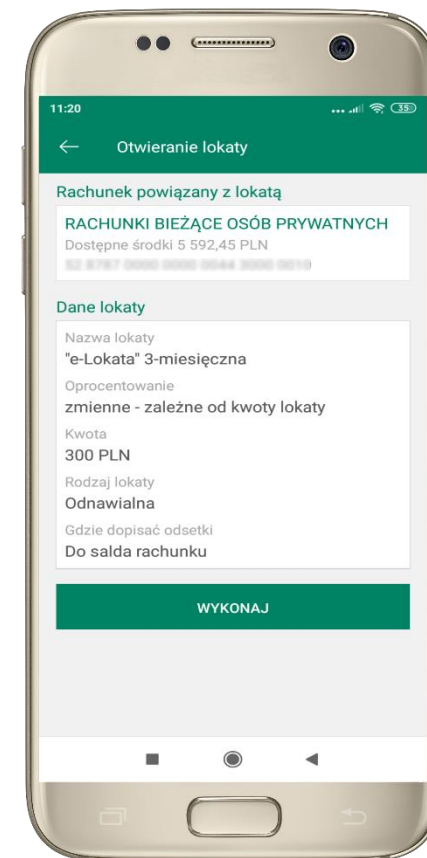 11:20
35
Otwieranie lokaty
Rachunek powiązany z lokatą
RACHUNKI BIEŻĄCE OSÓB PRYWATNYCH
Dostępne środki 5 592,45 PLN
Dane lokaty
Nazwa lokaty
"e-Lokata" 3-miesięczna
Oprocentowanie
zmienne - zależne od kwoty lokaty
Kwota
300 PLN
Rodzaj lokaty
Odnawialna
Gdzie dopisać odsetki
Do salda rachunku
WYKONAJ